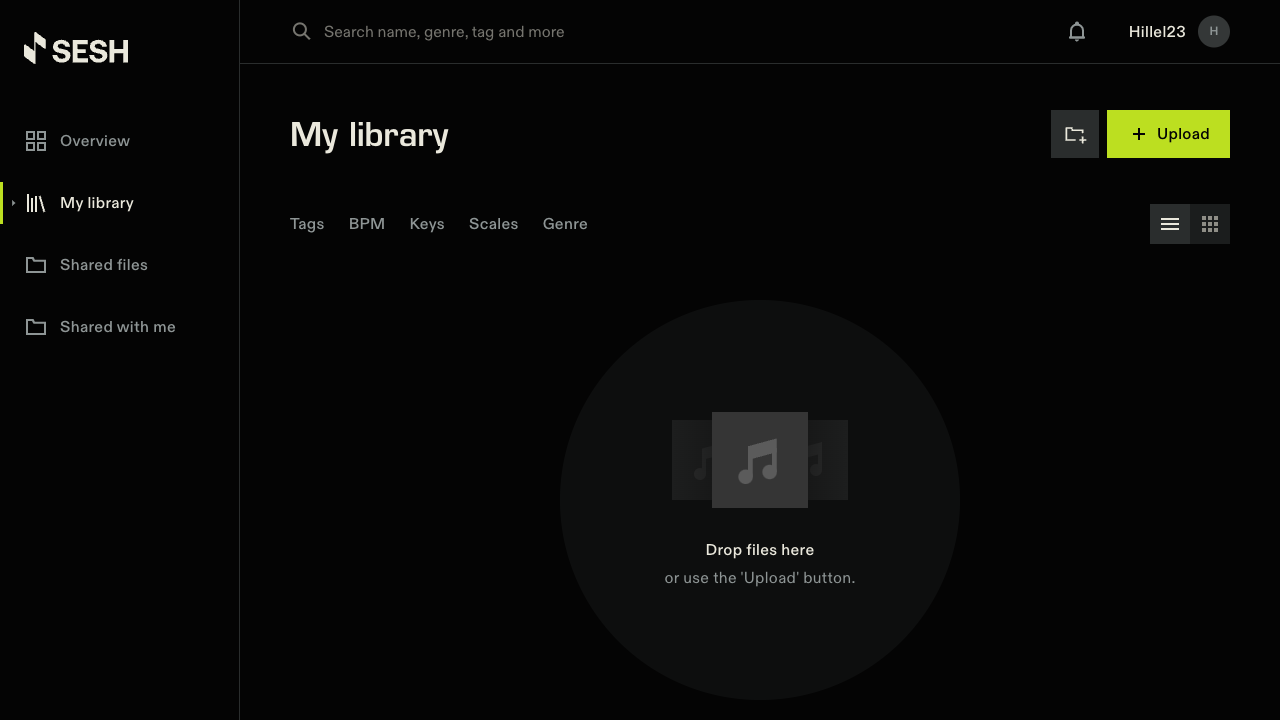 SESH
Search name, genre, tag and more
Hillel23
H
Overview
My library
Shared files
Shared with me
My library
Upload
Tags
BPM
Keys
Scales
Genre
Drop files here
or use the 'Upload' button.